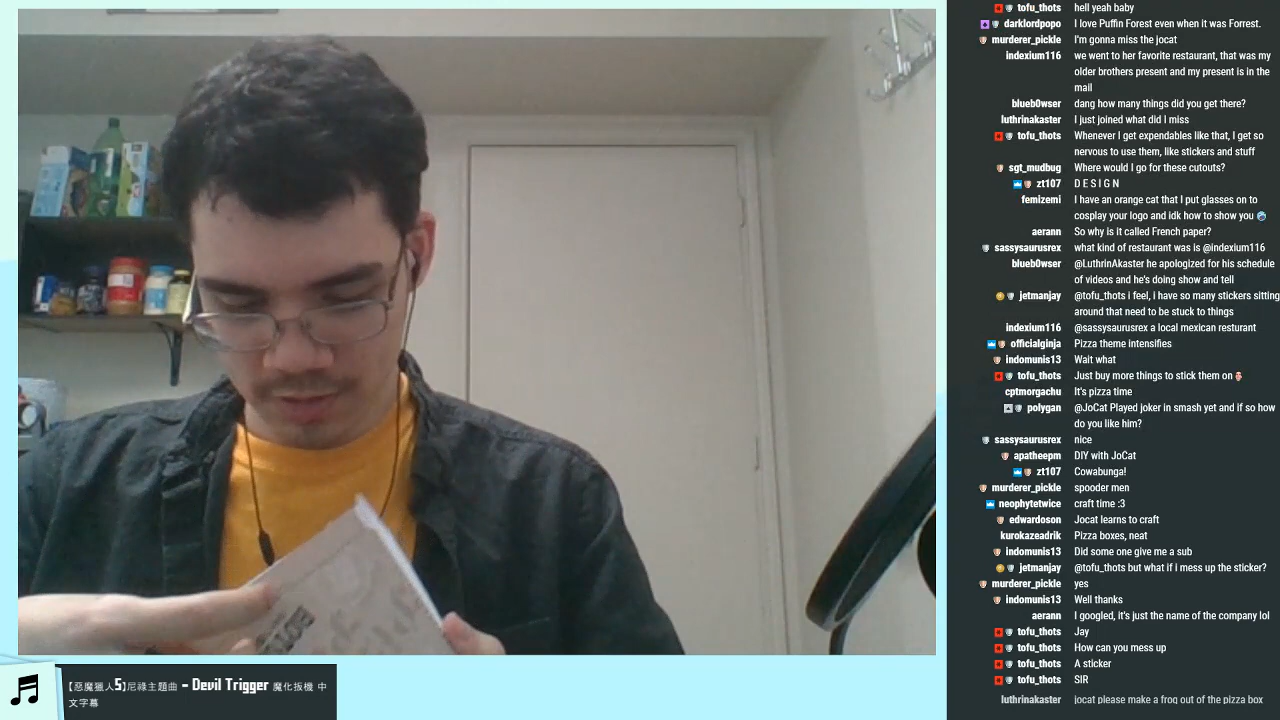 tofu_thots hell yeah baby
darklordpopo I love Puffin Forest even when it was Forrest.
murderer_pickle I'm gonna miss the jocat
indexium116 we went to her favorite restaurant, that was my
older brothers present and my present is in the
mail
blueb0wser dang how many things did you get there?
luthrinakaster I just joined what did I miss
tofu_thots Whenever I get expendables like that, I get so
nervous to use them, like stickers and stuff
sgt_mudbug Where would I go for these cutouts?
zt107 D E S I G N
femizemi I have an orange cat that I put glasses on to
cosplay your logo and idk how to show you
aerann So why is it called French paper?
sassysaurusrex what kind of restaurant was is @indexium116
blueb0wser @LuthrinAkaster he apologized for his schedule
of videos and he's doing show and tell
jetmanjay @tofu_thots i feel, i have so many stickers sitting
around that need to be stuck to things
indexium116 @sassysaurusrex a local mexican resturant
officialginja Pizza theme intensifies
indomunis13 Wait what
tofu_thots Just buy more things to stick them on
cptmorgachu It's pizza time
polygan @JoCat Played joker in smash yet and if so how
do you like him?
sassysaurusrex nice
apatheepm DIY with JoCat
zt107 Cowabunga!
murderer_pickle spooder men
neophytetwice craft time :3
edwardoson Jocat learns to craft
kurokazeadrik Pizza boxes, neat
indomunis13 Did some one give me a sub
jetmanjay @tofu_thots but what if i mess up the sticker?
murderer_pickle yes
indomunis13 Well thanks
aerann I googled, it's just the name of the company lol
tofu_thots Jay
tofu_thots How can you mess up
tofu_thots A sticker
tofu_thots SIR
luthrinakaster jocat please make a frog out of the pizza box
【惡魔獵人5】尼祿主題曲 - Devil Trigger 魔化扳機 中
文字幕